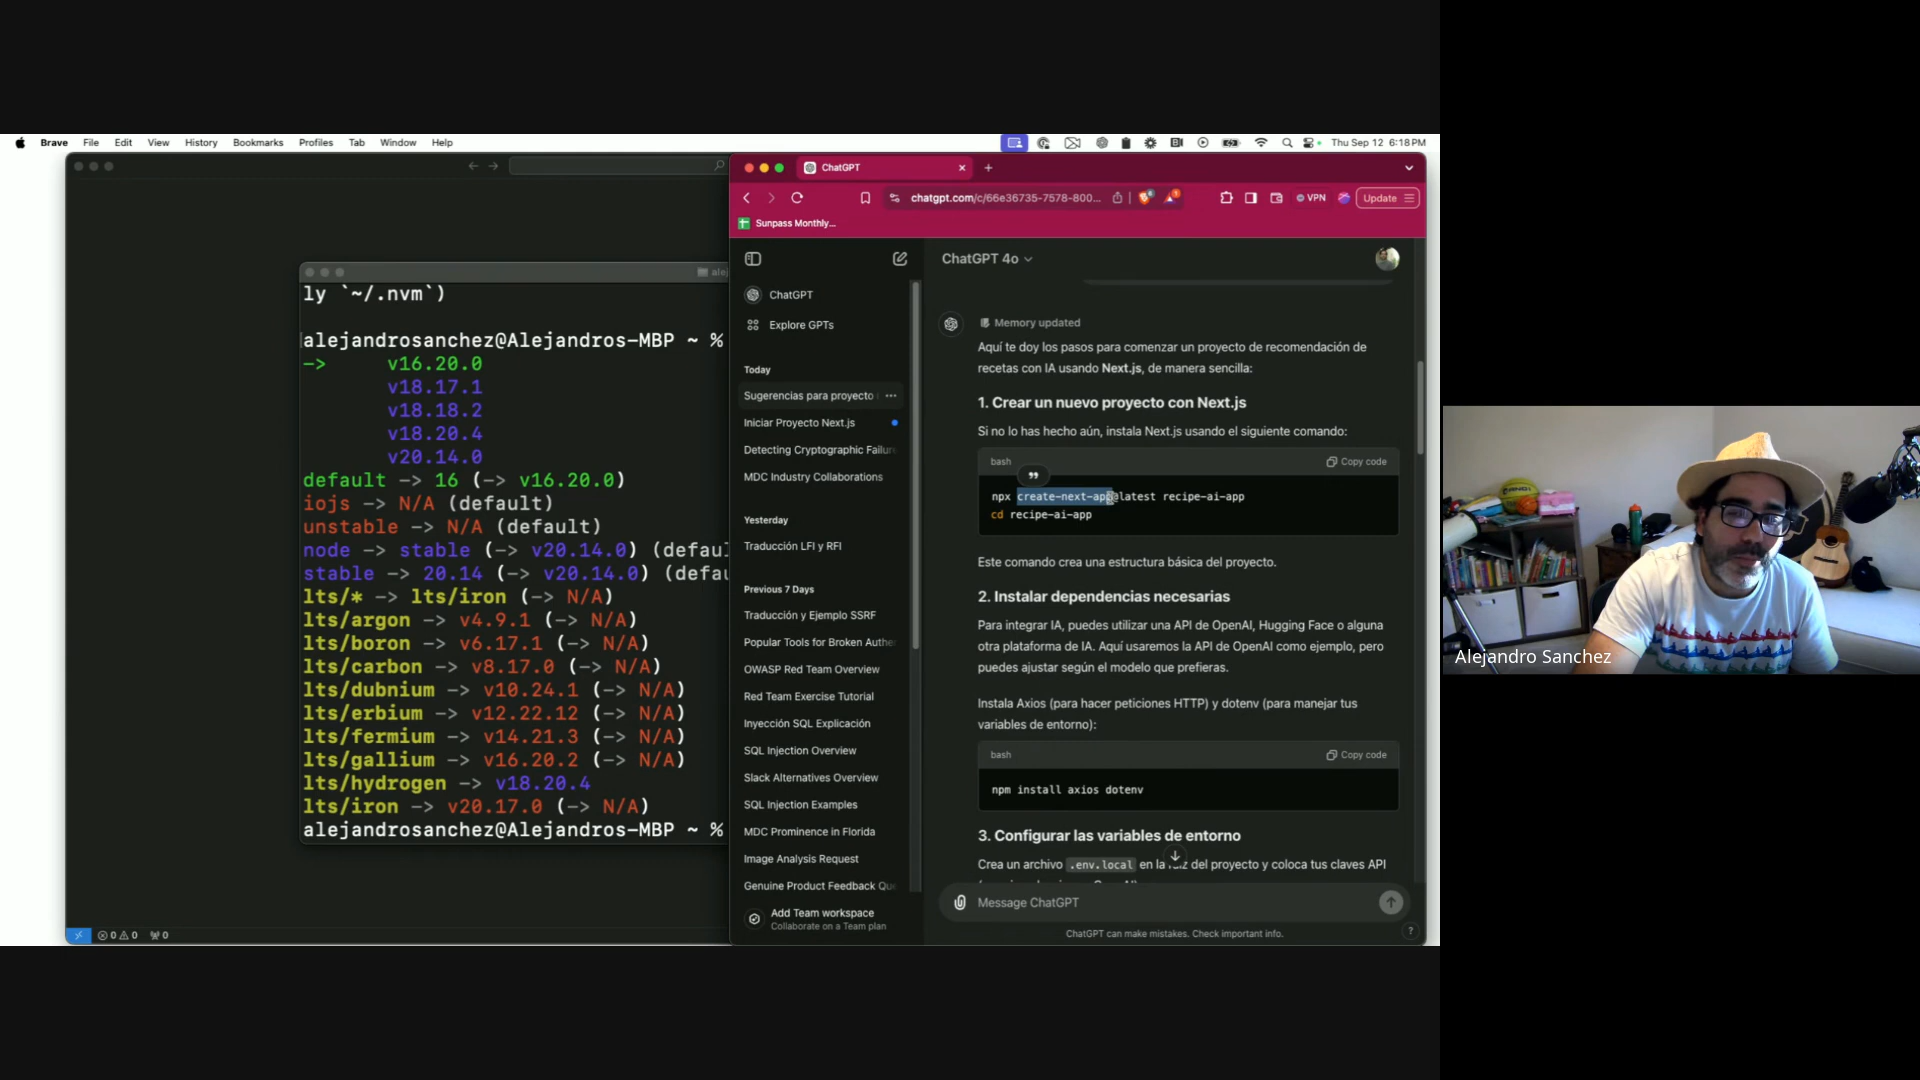 Brave File Edit View History Bookmarks Profiles Tab Window Help
Thu Sep 12 6:18 PM
ly `~/.nvm`)
alejandrosanchez@Alejandros-MBP ~ %
-> v16.20.0
v18.17.1
v18.18.2
v18.20.4
v20.14.0
default -> 16 (-> v16.20.0)
iojs -> N/A (default)
unstable -> N/A (default)
node -> stable (-> v20.14.0) (defau
stable -> 20.14 (-> v20.14.0) (defau
lts/* -> lts/iron (-> N/A)
lts/argon -> v4.9.1 (-> N/A)
lts/boron -> v6.17.1 (-> N/A)
lts/carbon -> v8.17.0 (-> N/A)
lts/dubnium -> v10.24.1 (-> N/A)
lts/erbium -> v12.22.12 (-> N/A)
lts/fermium -> v14.21.3 (-> N/A)
lts/gallium -> v16.20.2 (-> N/A)
lts/hydrogen -> v18.20.4
lts/iron -> v20.17.0 (-> N/A)
alejandrosanchez@Alejandros-MBP ~ %
0 0 0
ChatGPT
chatgpt.com/c/66e36735-7578-800...
VPN
Update
Sunpass Monthly...
ChatGPT
Explore GPTs
Today
Sugerencias para proyecto
Iniciar Proyecto Next.js
Detecting Cryptographic Failur
MDC Industry Collaborations
Yesterday
Traducción LFI y RFI
Previous 7 Days
Traducción y Ejemplo SSRF
Popular Tools for Broken Authe
OWASP Red Team Overview
Red Team Exercise Tutorial
Inyección SQL Explicación
SQL Injection Overview
Slack Alternatives Overview
SQL Injection Examples
MDC Prominence in Florida
Image Analysis Request
Genuine Product Feedback Qu
Add Team workspace
Collaborate on a Team plan
ChatGPT 4o
Memory updated
Aquí te doy los pasos para comenzar un proyecto de recomendación de
recetas con IA usando Next.js, de manera sencilla:
1. Crear un nuevo proyecto con Next.js
Si no lo has hecho aún, instala Next.js usando el siguiente comando:
bash
Copy code
npx create-next-app@latest recipe-ai-app
cd recipe-ai-app
Este comando crea una estructura básica del proyecto.
2. Instalar dependencias necesarias
Para integrar IA, puedes utilizar una API de OpenAI, Hugging Face o alguna
otra plataforma de IA. Aquí usaremos la API de OpenAI como ejemplo, pero
puedes ajustar según el modelo que prefieras.
Instala Axios (para hacer peticiones HTTP) y dotenv (para manejar tus
variables de entorno):
bash
Copy code
npm install axios dotenv
3. Configurar las variables de entorno
Crea un archivo .env.local en la raíz del proyecto y coloca tus claves API
Message ChatGPT
ChatGPT can make mistakes. Check important info.
?
Alejandro Sanchez